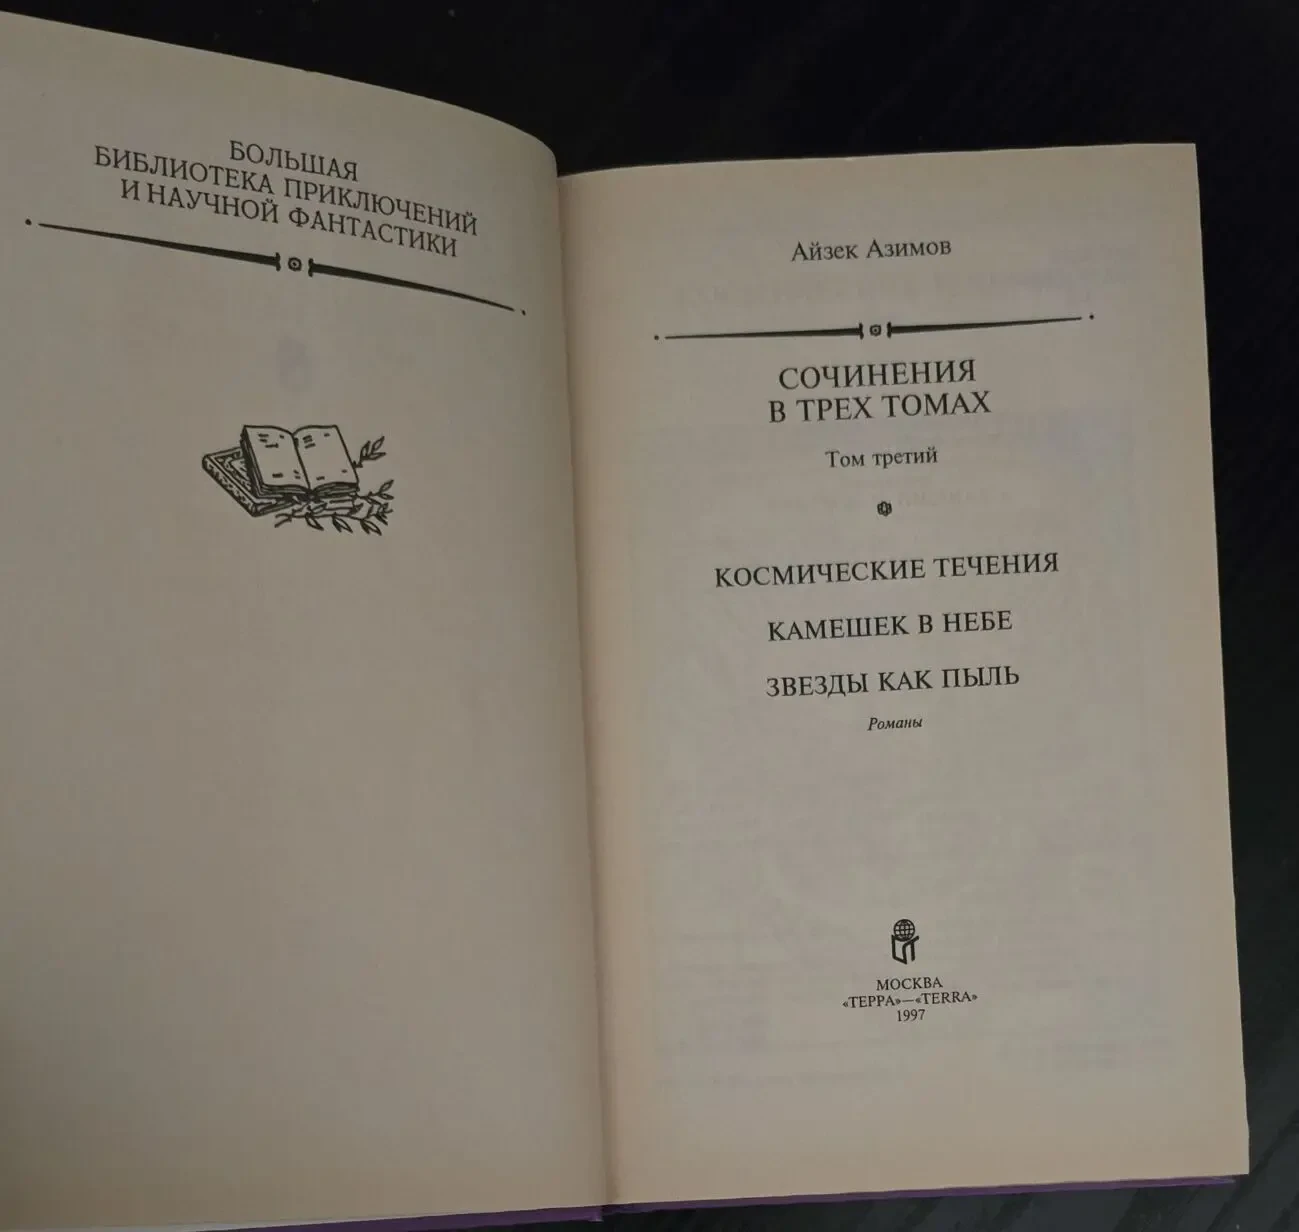 БОЛЬШАЯ
БИБЛИОТЕКА ПРИКЛЮЧЕНИЙ
И НАУЧНОЙ ФАНТАСТИКИ
Айзек Азимов
СОЧИНЕНИЯ
В ТРЕХ ТОМАХ
Том третий
КОСМИЧЕСКИЕ ТЕЧЕНИЯ
КАМЕШЕК В НЕБЕ
ЗВЕЗДЫ КАК ПЫЛЬ
Романы
МОСКВА
«ТЕРРА»—«TERRA»
1997